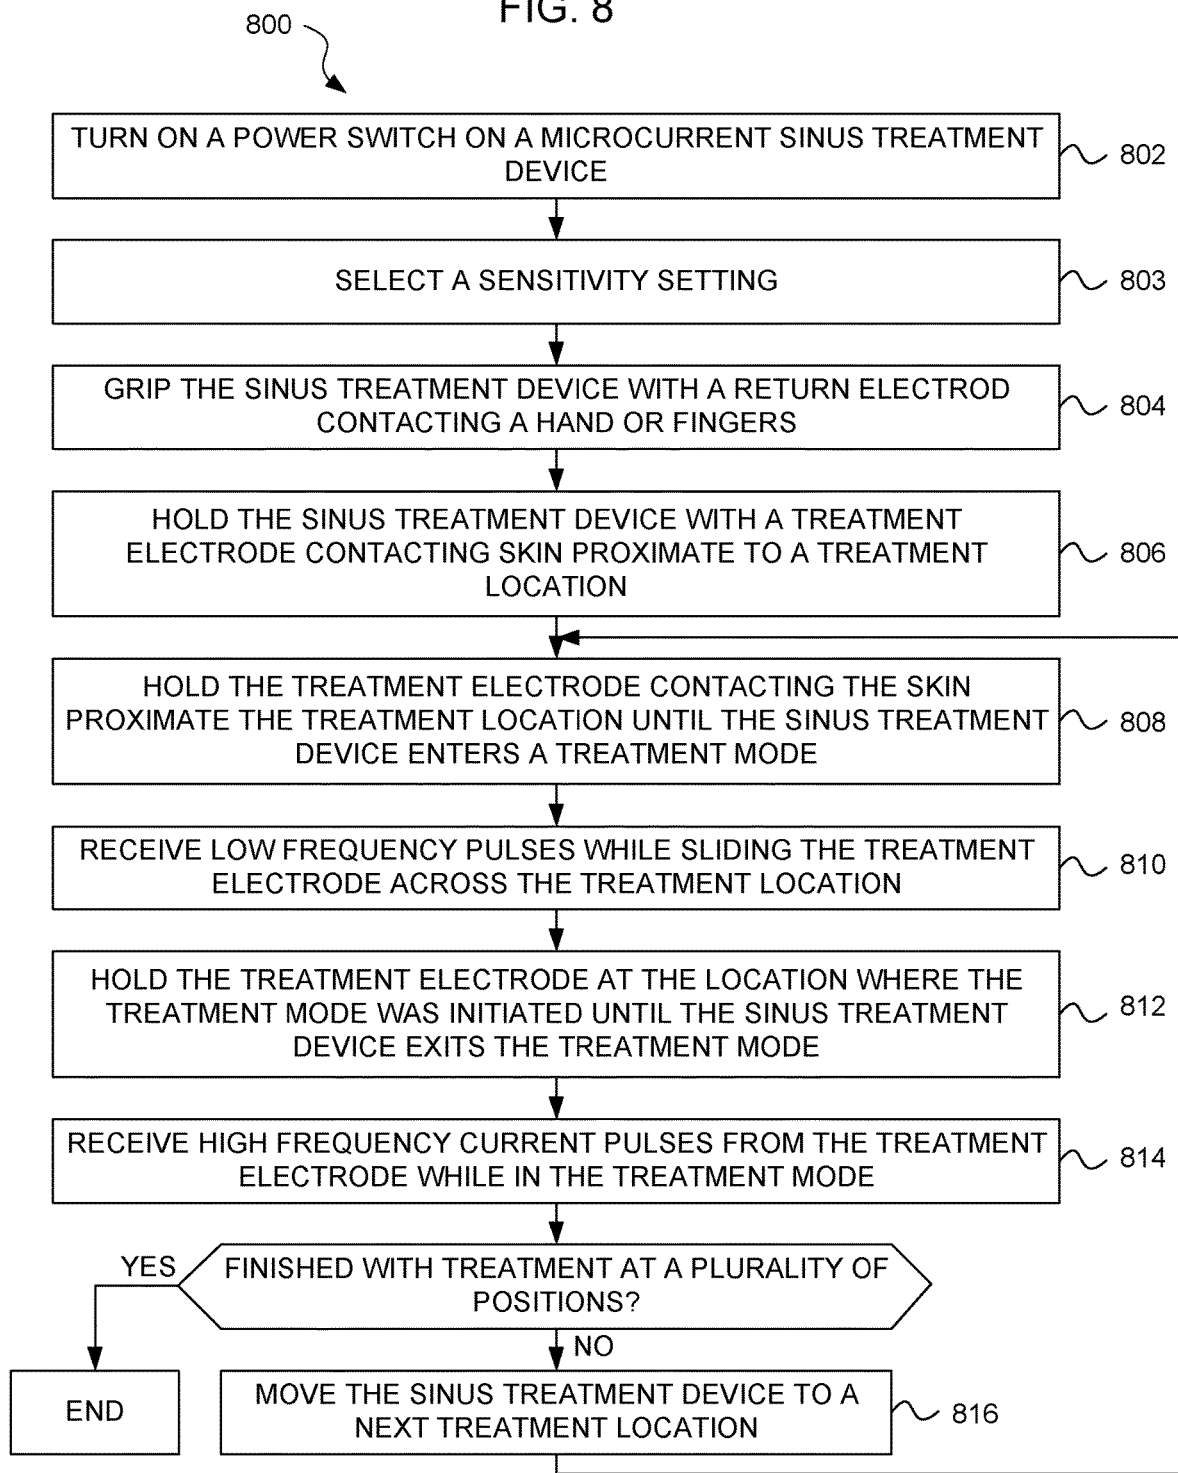 FIG. 8
800
TURN ON A POWER SWITCH ON A MICROCURRENT SINUS TREATMENT
DEVICE
802
SELECT A SENSITIVITY SETTING
803
GRIP THE SINUS TREATMENT DEVICE WITH A RETURN ELECTROD
CONTACTING A HAND OR FINGERS
804
HOLD THE SINUS TREATMENT DEVICE WITH A TREATMENT
ELECTRODE CONTACTING SKIN PROXIMATE TO A TREATMENT
LOCATION
806
HOLD THE TREATMENT ELECTRODE CONTACTING THE SKIN
PROXIMATE THE TREATMENT LOCATION UNTIL THE SINUS TREATMENT
DEVICE ENTERS A TREATMENT MODE
808
RECEIVE LOW FREQUENCY PULSES WHILE SLIDING THE TREATMENT
ELECTRODE ACROSS THE TREATMENT LOCATION
810
HOLD THE TREATMENT ELECTRODE AT THE LOCATION WHERE THE
TREATMENT MODE WAS INITIATED UNTIL THE SINUS TREATMENT
DEVICE EXITS THE TREATMENT MODE
812
RECEIVE HIGH FREQUENCY CURRENT PULSES FROM THE TREATMENT
ELECTRODE WHILE IN THE TREATMENT MODE
814
YES
FINISHED WITH TREATMENT AT A PLURALITY OF
POSITIONS?
NO
END
MOVE THE SINUS TREATMENT DEVICE TO A
NEXT TREATMENT LOCATION
816